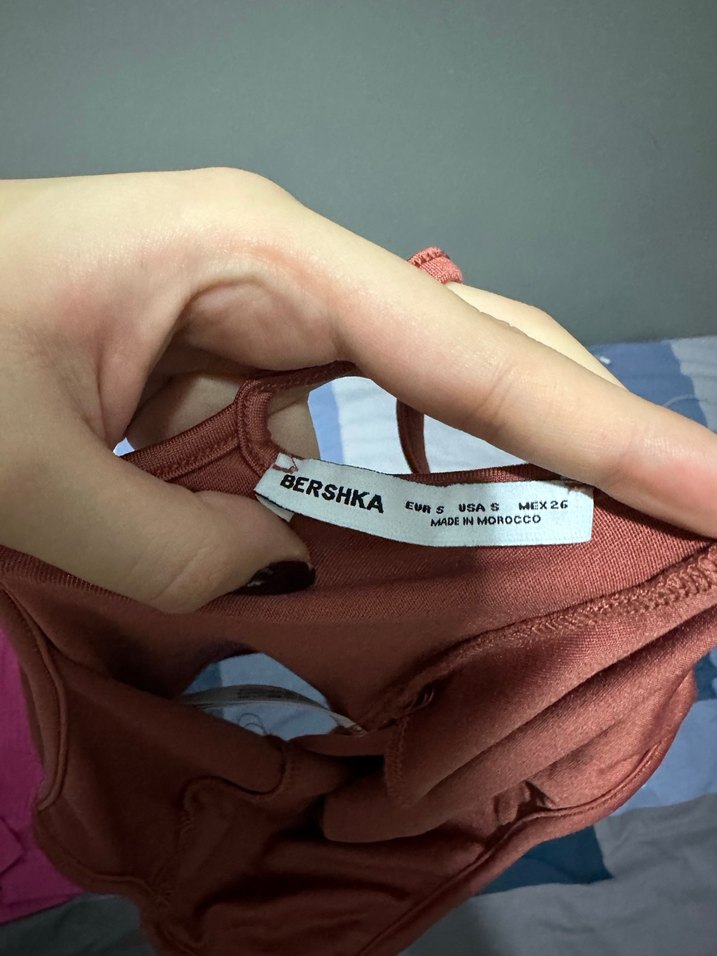 BERSHKA
EUR S USA S MEX 26
MADE IN MOROCCO